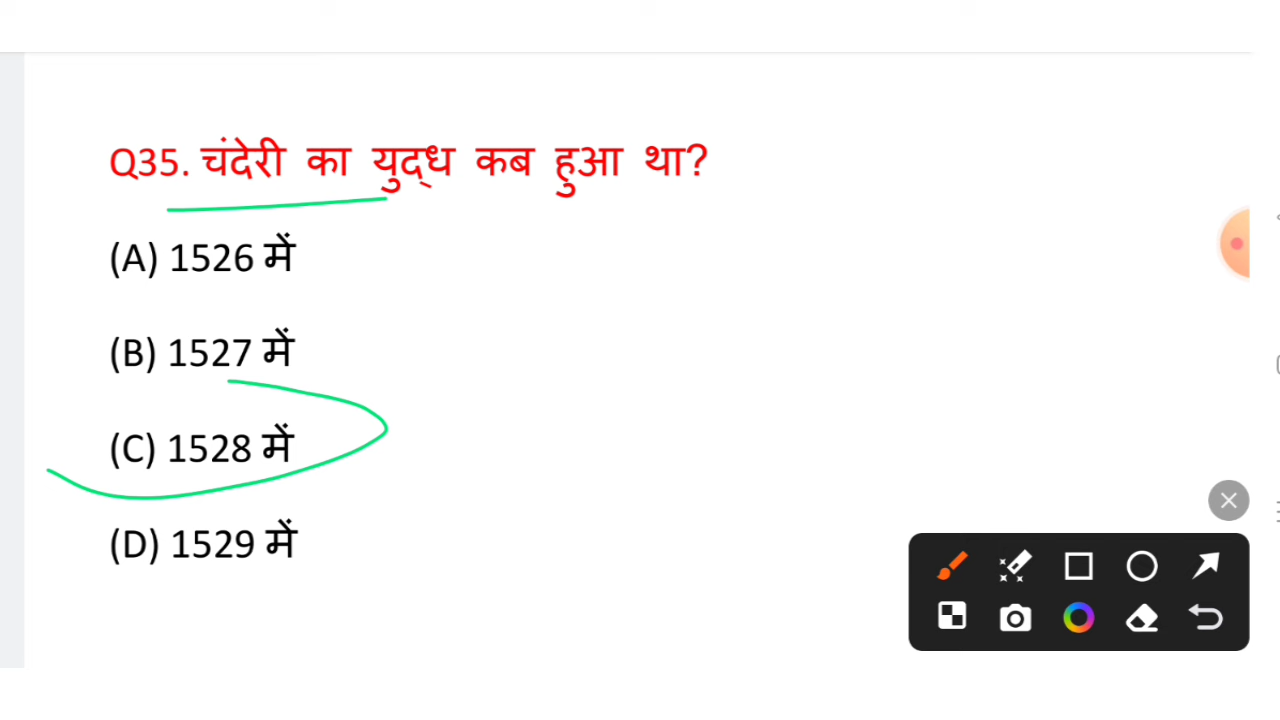 Q35. चंदेरी का युद्ध कब हुआ था?
(A) 1526 में
(B) 1527 में
(C) 1528 में
(D) 1529 में